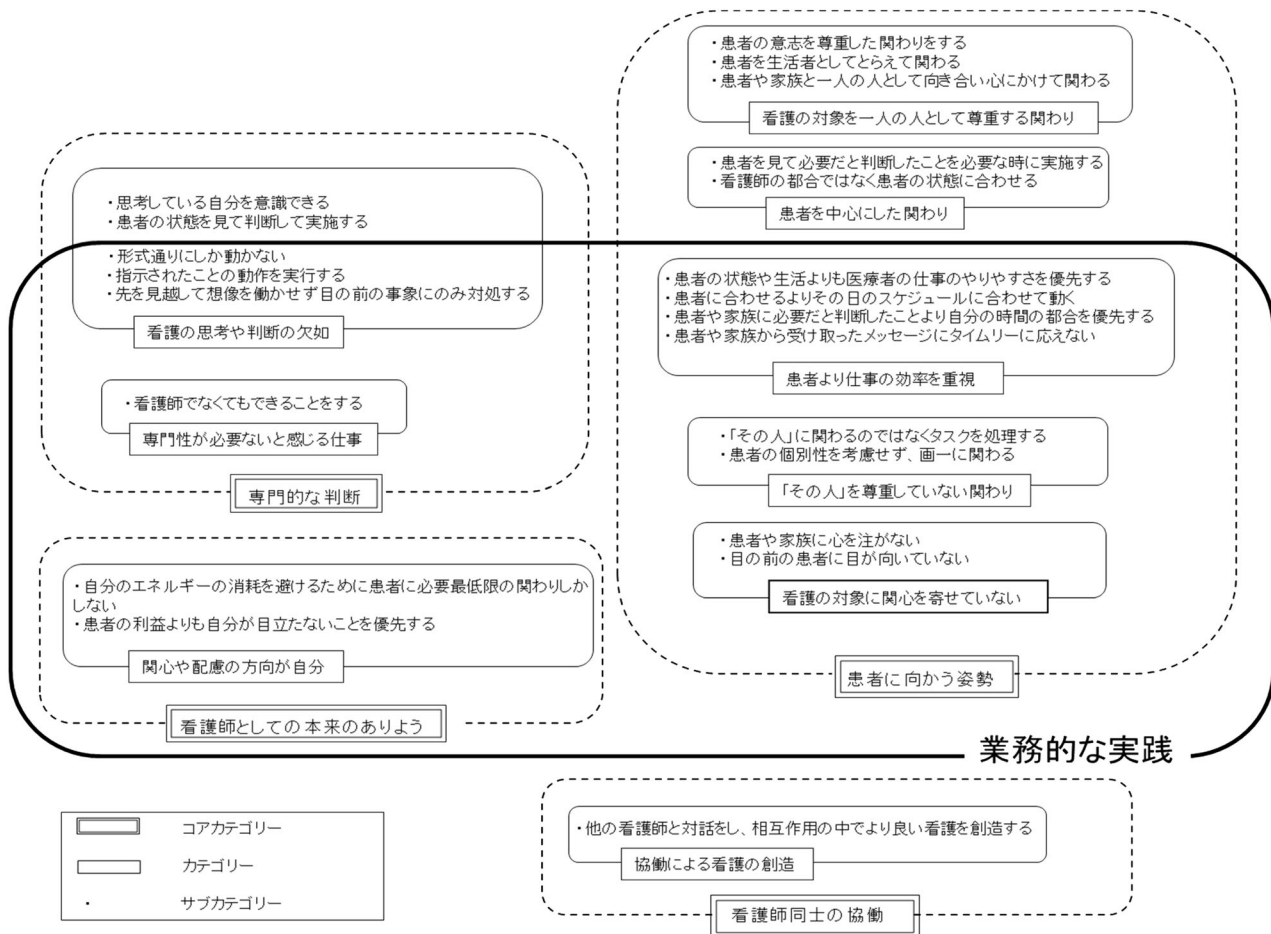 ・患者の意志を尊重した関わりをする
・患者を生活者としてとらえて関わる
・患者や家族と一人の人として向き合い心にかけて関わる
看護の対象を一人の人として尊重する関わり
・患者を見て必要だと判断したことを必要な時に実施する
・看護師の都合ではなく患者の状態に合わせる
患者を中心にした関わり
・思考している自分を意識できる
・患者の状態を見て判断して実施する
・形式通りにしか動かない
・指示されたことの動作を実行する
・先を見越して想像を働かせず目の前の事象にのみ対処する
看護の思考や判断の欠如
・看護師でなくてもできることをする
専門性が必要ないと感じる仕事
専門的な判断
・患者の状態や生活よりも医療者の仕事のやりやすさを優先する
・患者に合わせるよりその日のスケジュールに合わせて動く
・患者や家族に必要だと判断したことより自分の時間の都合を優先する
・患者や家族から受け取ったメッセージにタイムリーに応えない
患者より仕事の効率を重視
・「その人」に関わるのではなくタスクを処理する
・患者の個別性を考慮せず、画一に関わる
「その人」を尊重していない関わり
・患者や家族に心を注がない
・目の前の患者に目が向いていない
看護の対象に関心を寄せていない
患者に向かう姿勢
・自分のエネルギーの消耗を避けるために患者に必要最低限の関わりしか
しない
・患者の利益よりも自分が目立たないことを優先する
関心や配慮の方向が自分
看護師としての本来のありよう
業務的な実践
・他の看護師と対話をし、相互作用の中でより良い看護を創造する
協働による看護の創造
看護師同士の協働
コアカテゴリー
カテゴリー
・ サブカテゴリー